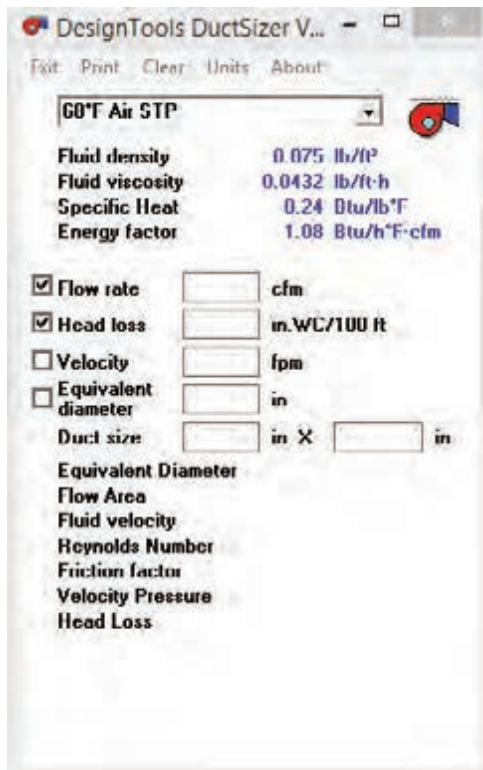 DesignTools DuctSizer V...
Exit Print Clear Units About
60°F Air STP
Fluid density 0.075 lb/ft³
Fluid viscosity 0.0432 lb/ft·h
Specific Heat 0.24 Btu/lb°F
Energy factor 1.08 Btu/h°F·cfm
Flow rate cfm
Head loss in.WC/100 ft
Velocity fpm
Equivalent
diameter in
Duct size in X in
Equivalent Diameter
Flow Area
Fluid velocity
Reynolds Number
Friction factor
Velocity Pressure
Head Loss